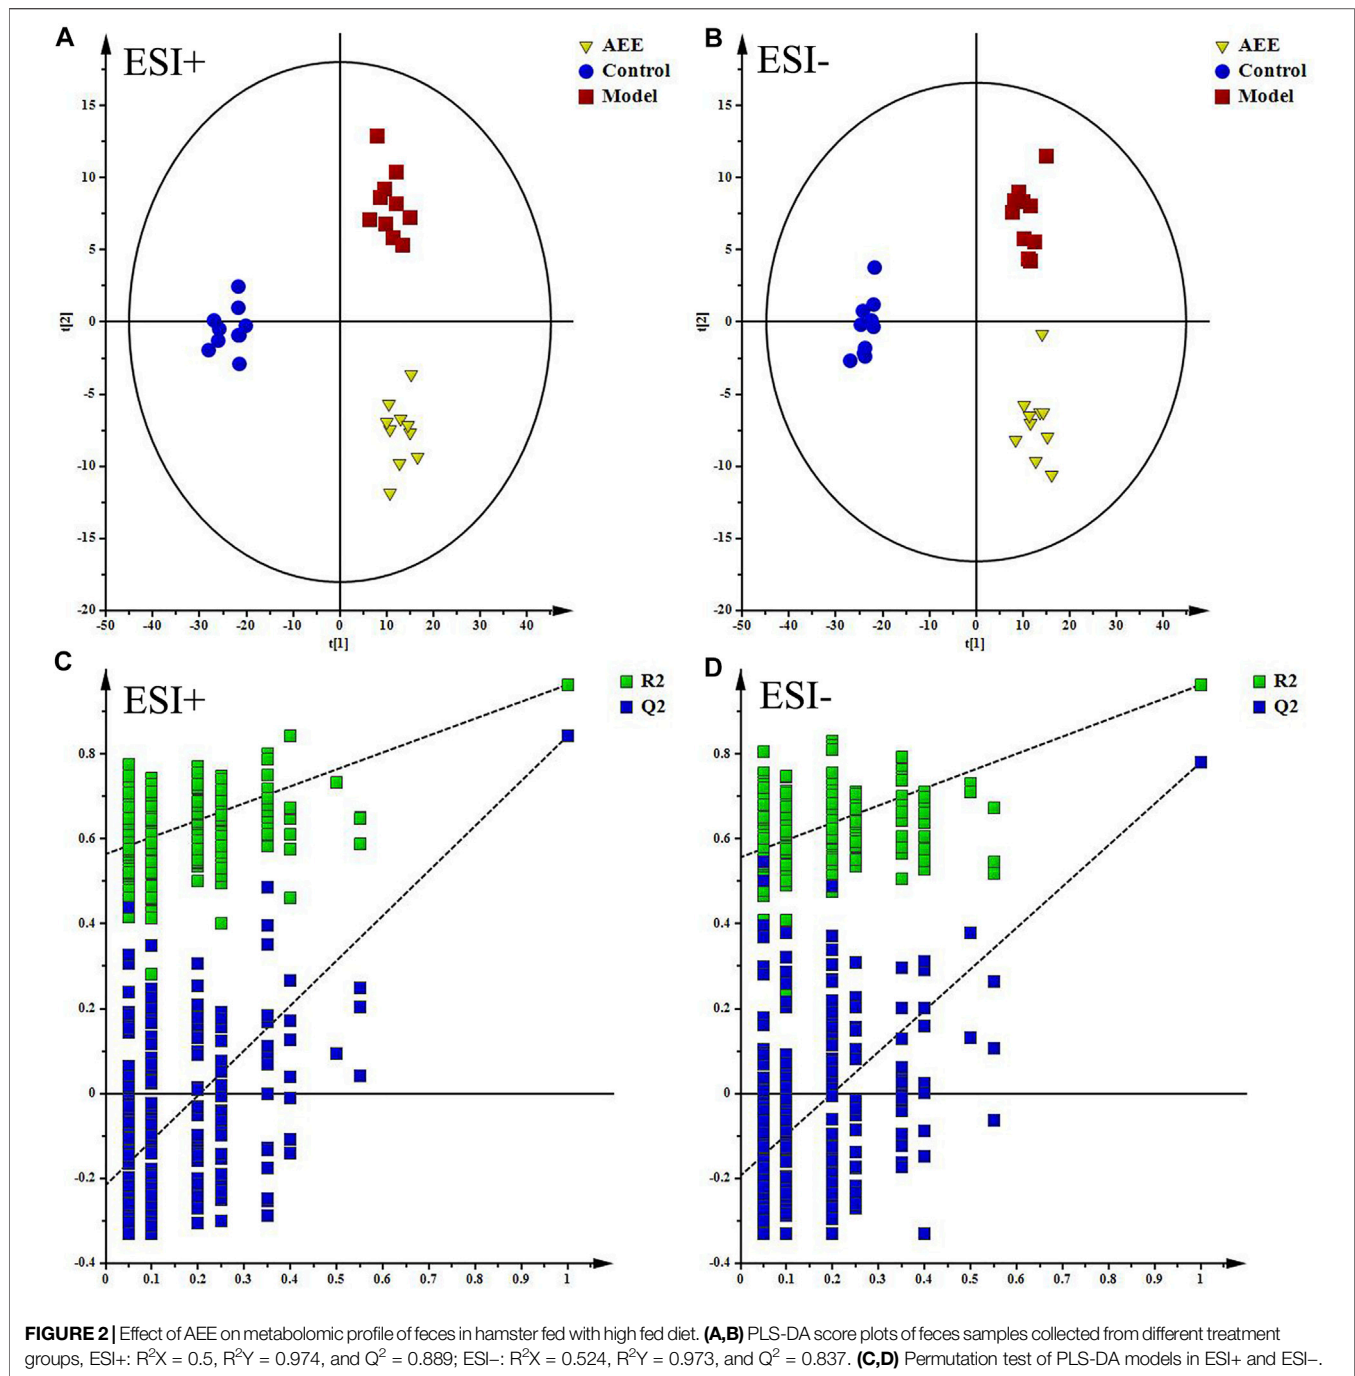 A
ESI+
AEE
Control
Model
15
10
5
0
-5
-10
-15
-20
t[2]
-50 -40 -30 -20 -10 0 10 20 30 40
t[1]
B
ESI-
AEE
Control
Model
15
10
5
0
-5
-10
-15
-20
t[2]
-50 -40 -30 -20 -10 0 10 20 30 40
t[1]
C
ESI+
R2
Q2
0.8
0.6
0.4
0.2
0
-0.2
-0.4
0 0.1 0.2 0.3 0.4 0.5 0.6 0.7 0.8 0.9 1
D
ESI-
R2
Q2
0.8
0.6
0.4
0.2
0
-0.2
-0.4
0 0.1 0.2 0.3 0.4 0.5 0.6 0.7 0.8 0.9 1
FIGURE 2 | Effect of AEE on metabolomic profile of feces in hamster fed with high fed diet. (A,B) PLS-DA score plots of feces samples collected from different treatment
groups, ESI+: R²X = 0.5, R²Y = 0.974, and Q² = 0.889; ESI−: R²X = 0.524, R²Y = 0.973, and Q² = 0.837. (C,D) Permutation test of PLS-DA models in ESI+ and ESI−.